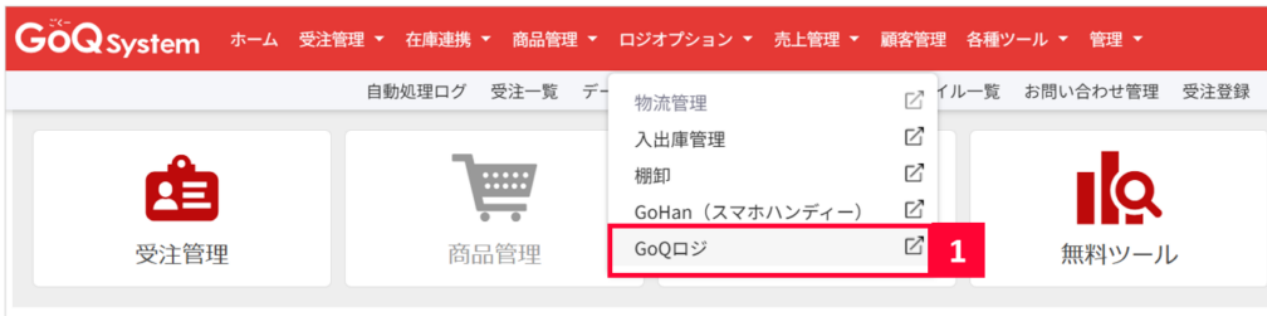 ごくー
GoQSystem ホーム 受注管理 在庫連携 商品管理 ロジオプション 売上管理 顧客管理 各種ツール 管理
自動処理ログ 受注一覧 デー イル一覧 お問い合わせ管理 受注登録
物流管理
入出庫管理
棚卸
GoHan（スマホハンディー）
GoQロジ 1
受注管理 商品管理 無料ツール